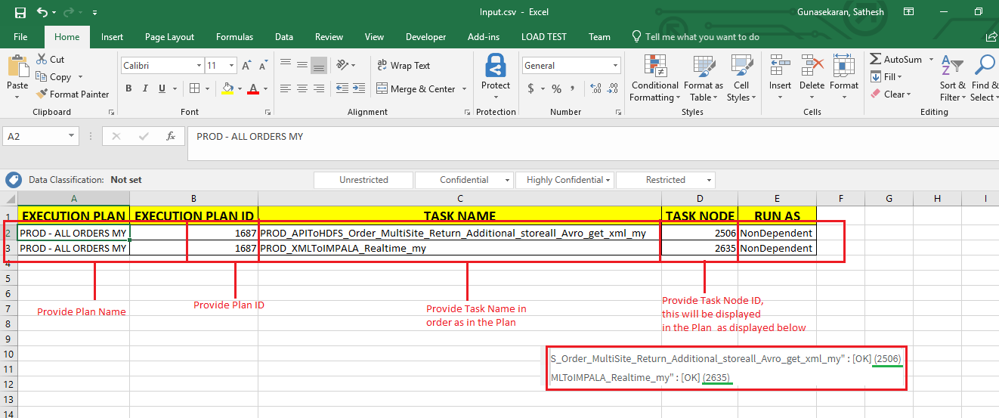 Input.csv - Excel
Gunasekaran, Sathesh
File Home Insert Page Layout Formulas Data Review View Developer Add-ins LOAD TEST Team Tell me what you want to do
Paste
Cut
Copy
Format Painter
Clipboard
Calibri 11 A A
B I U A
Font
ab Wrap Text
Merge & Center
Alignment
Protect
Protection
General
$ % , .0 .00 .00 .0
Number
Conditional Formatting
Format as Table
Cell Styles
Styles
Insert Delete Format
Cells
AutoSum
Fill
Clear
Sort & Filter
Find & Select
Editing
A2 fx PROD - ALL ORDERS MY
Data Classification: Not set Unrestricted Confidential Highly Confidential Restricted
A B C D E F G H I
1 EXECUTION PLAN EXECUTION PLAN ID TASK NAME TASK NODE RUN AS
2 PROD - ALL ORDERS MY 1687 PROD_APIToHDFS_Order_MultiSite_Return_Additional_storeall_Avro_get_xml_my 2506 NonDependent
3 PROD - ALL ORDERS MY 1687 PROD_XMLToIMPALA_Realtime_my 2635 NonDependent
4
5
6
7
8
9
10
11
12
13
14
Provide Plan Name
Provide Plan ID
Provide Task Name in
order as in the Plan
Provide Task Node ID,
this will be displayed
in the Plan as displayed below
S_Order_MultiSite_Return_Additional_storeall_Avro_get_xml_my" : [OK] (2506)
MLToIMPALA_Realtime_my" : [OK] (2635)